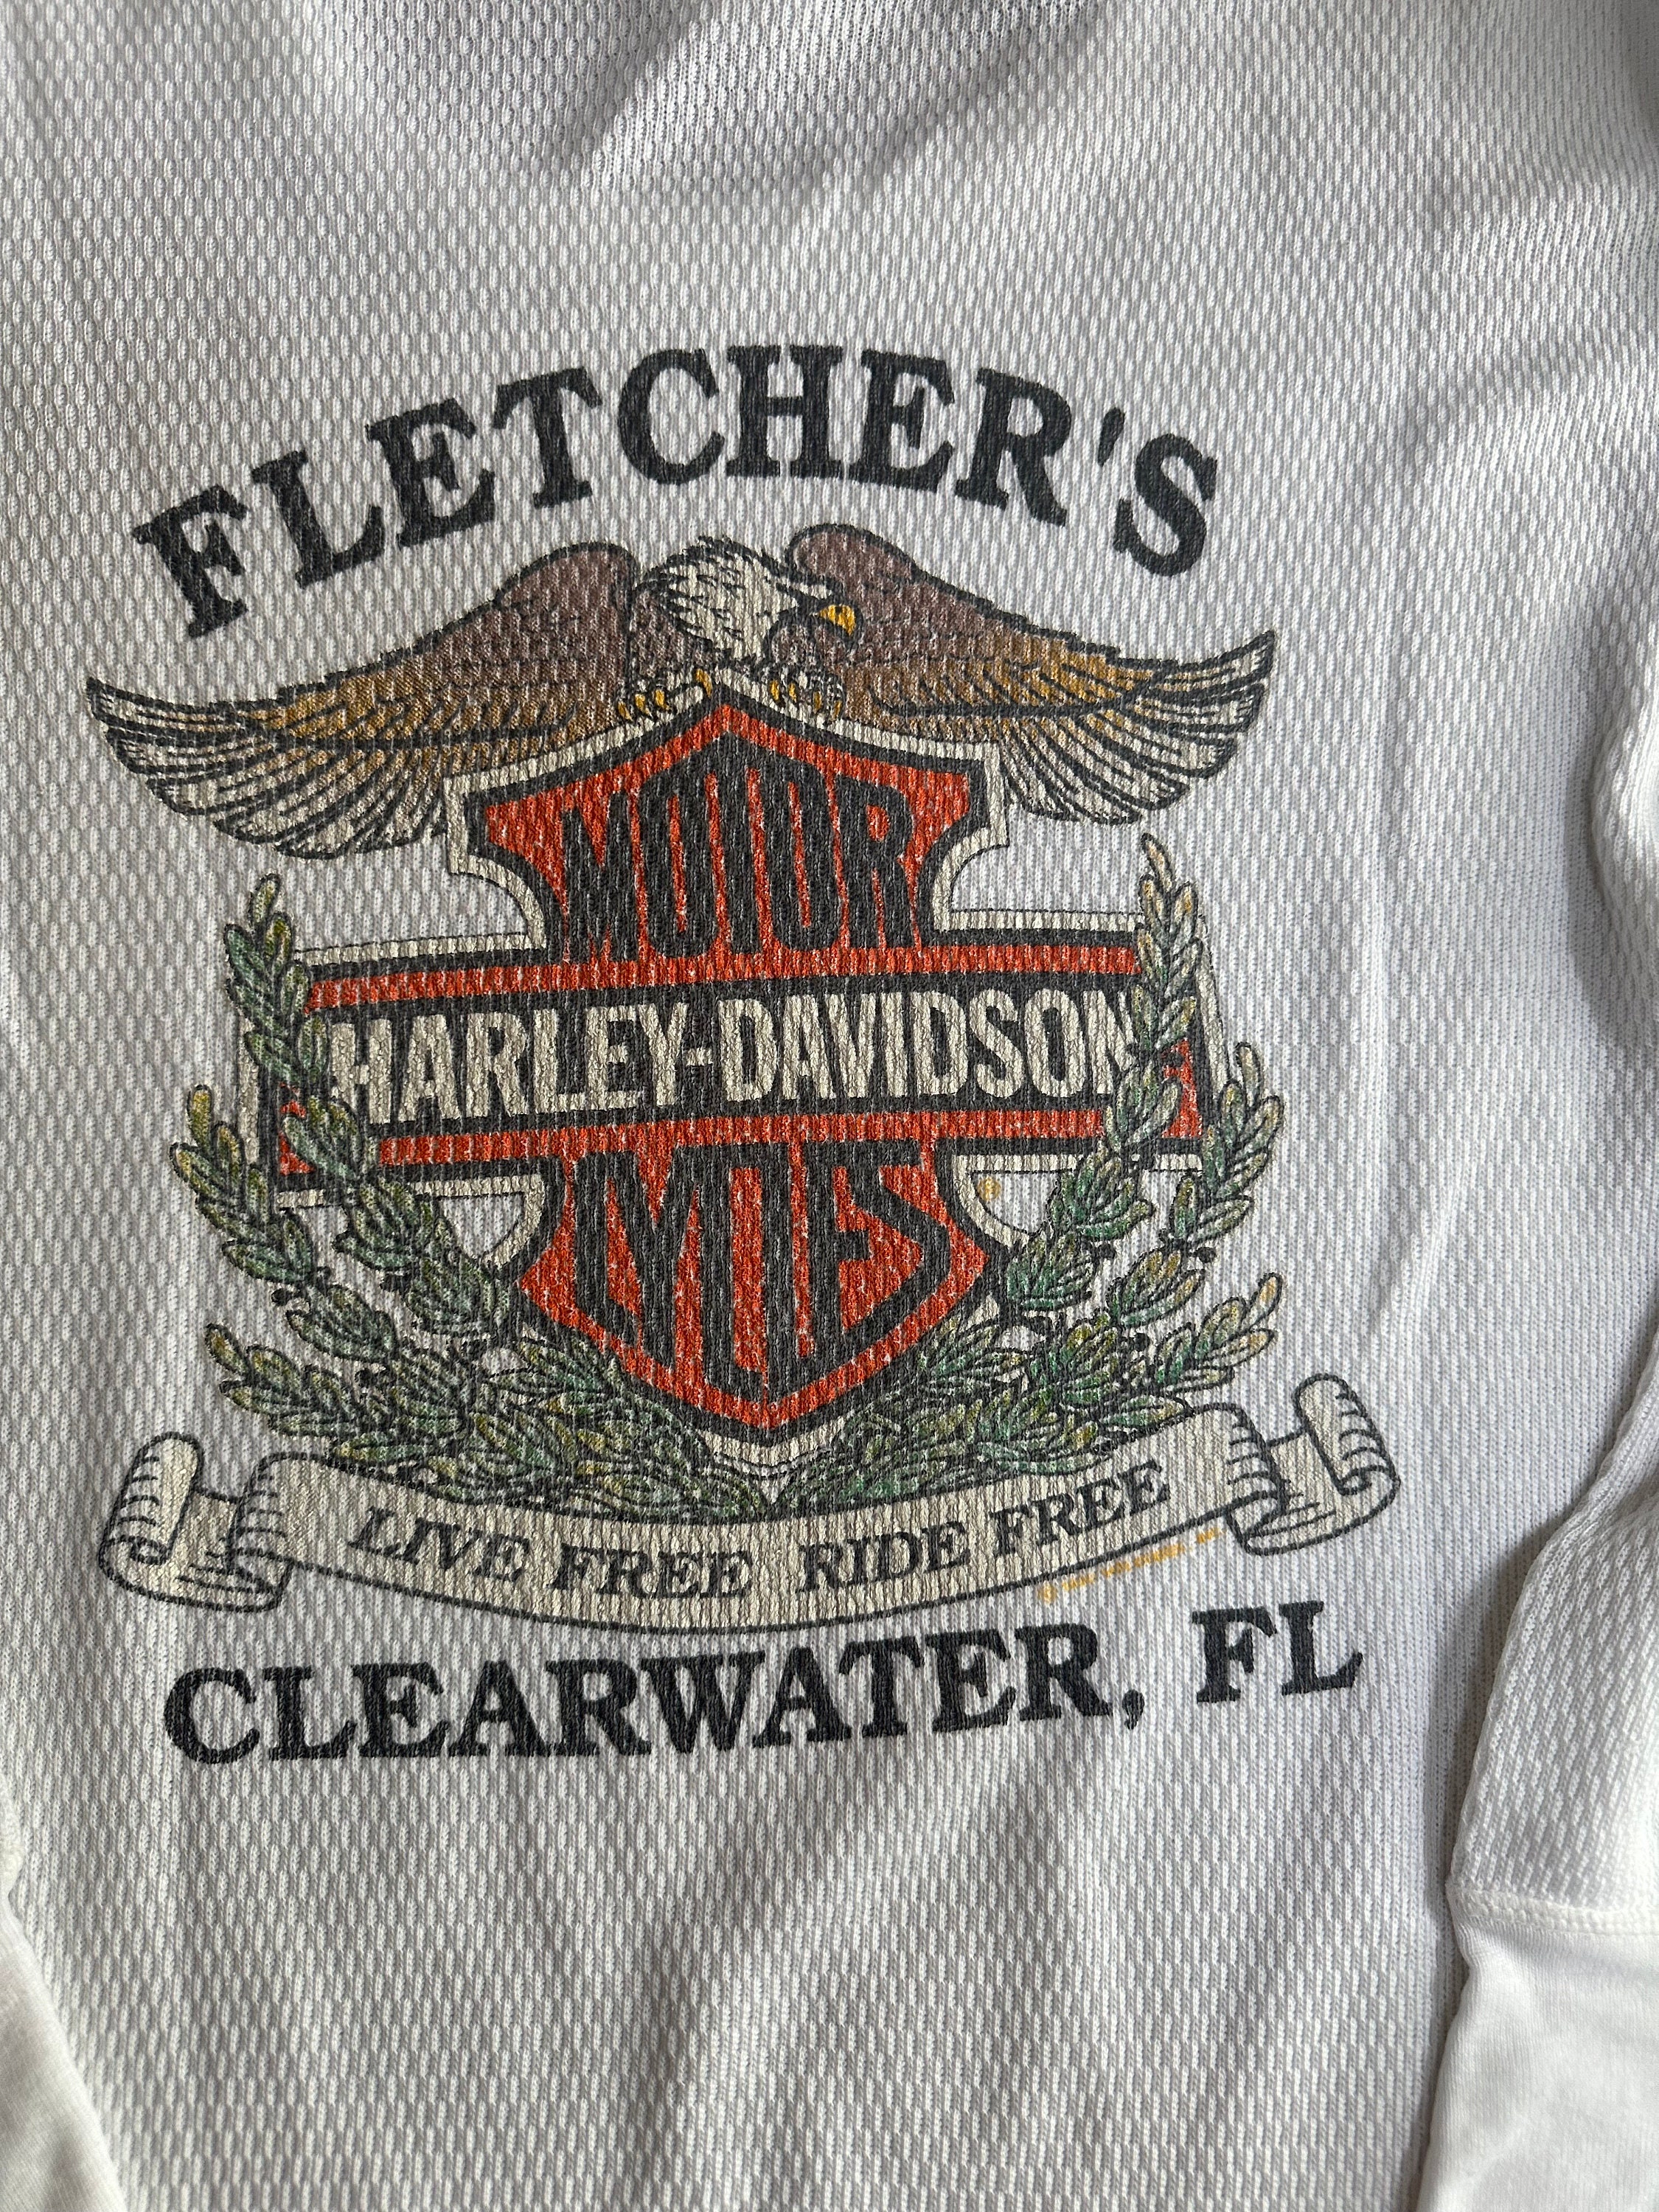 FLETCHER'S
MOTOR
HARLEY-DAVIDSON
CYCLES
LIVE FREE RIDE FREE
CLEARWATER, FL